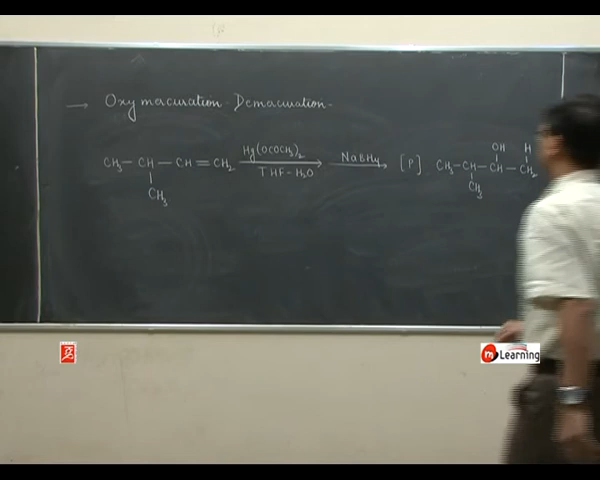 → Oxymercuration-Demercuration-
OH H
CH₃-CH-CH=CH₂ Hg(OCOCH₃)₂ NaBH₄ [P] CH₃-CH-CH-CH₂
THF-H₂O
CH₃ CH₃
m Learning